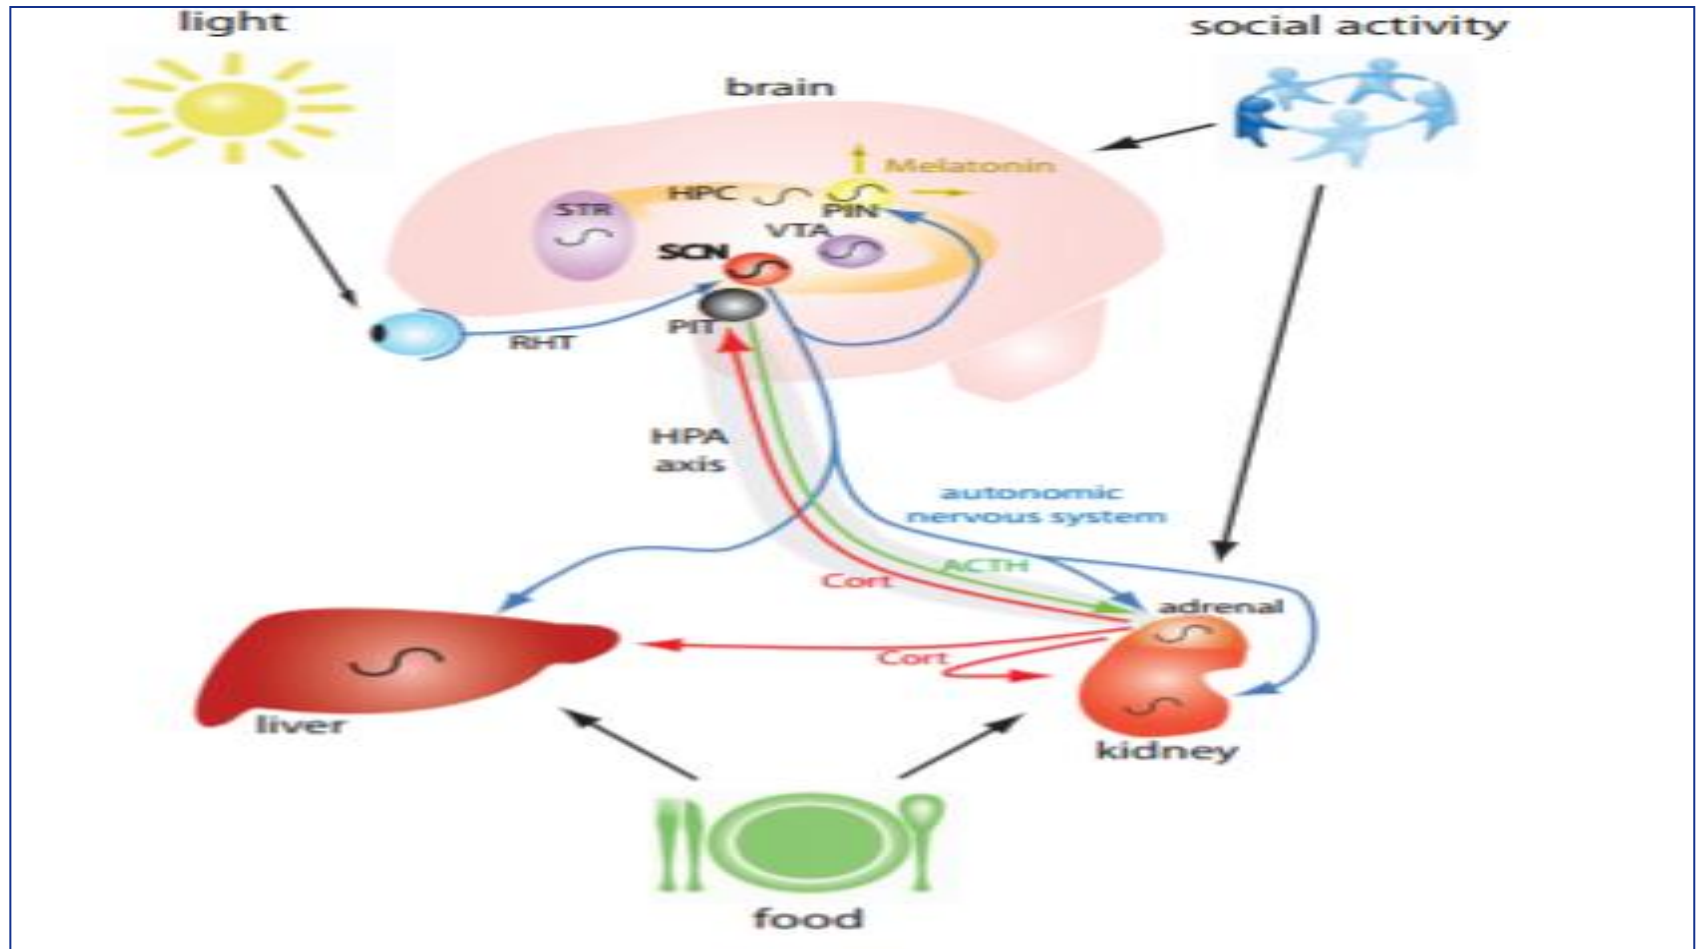 light
social activity
brain
Melatonin
HPC
STR
PIN
VTA
SCN
PIT
RHT
HPA
axis
autonomic
nervous system
ACTH
Cort
adrenal
Cort
liver
kidney
food